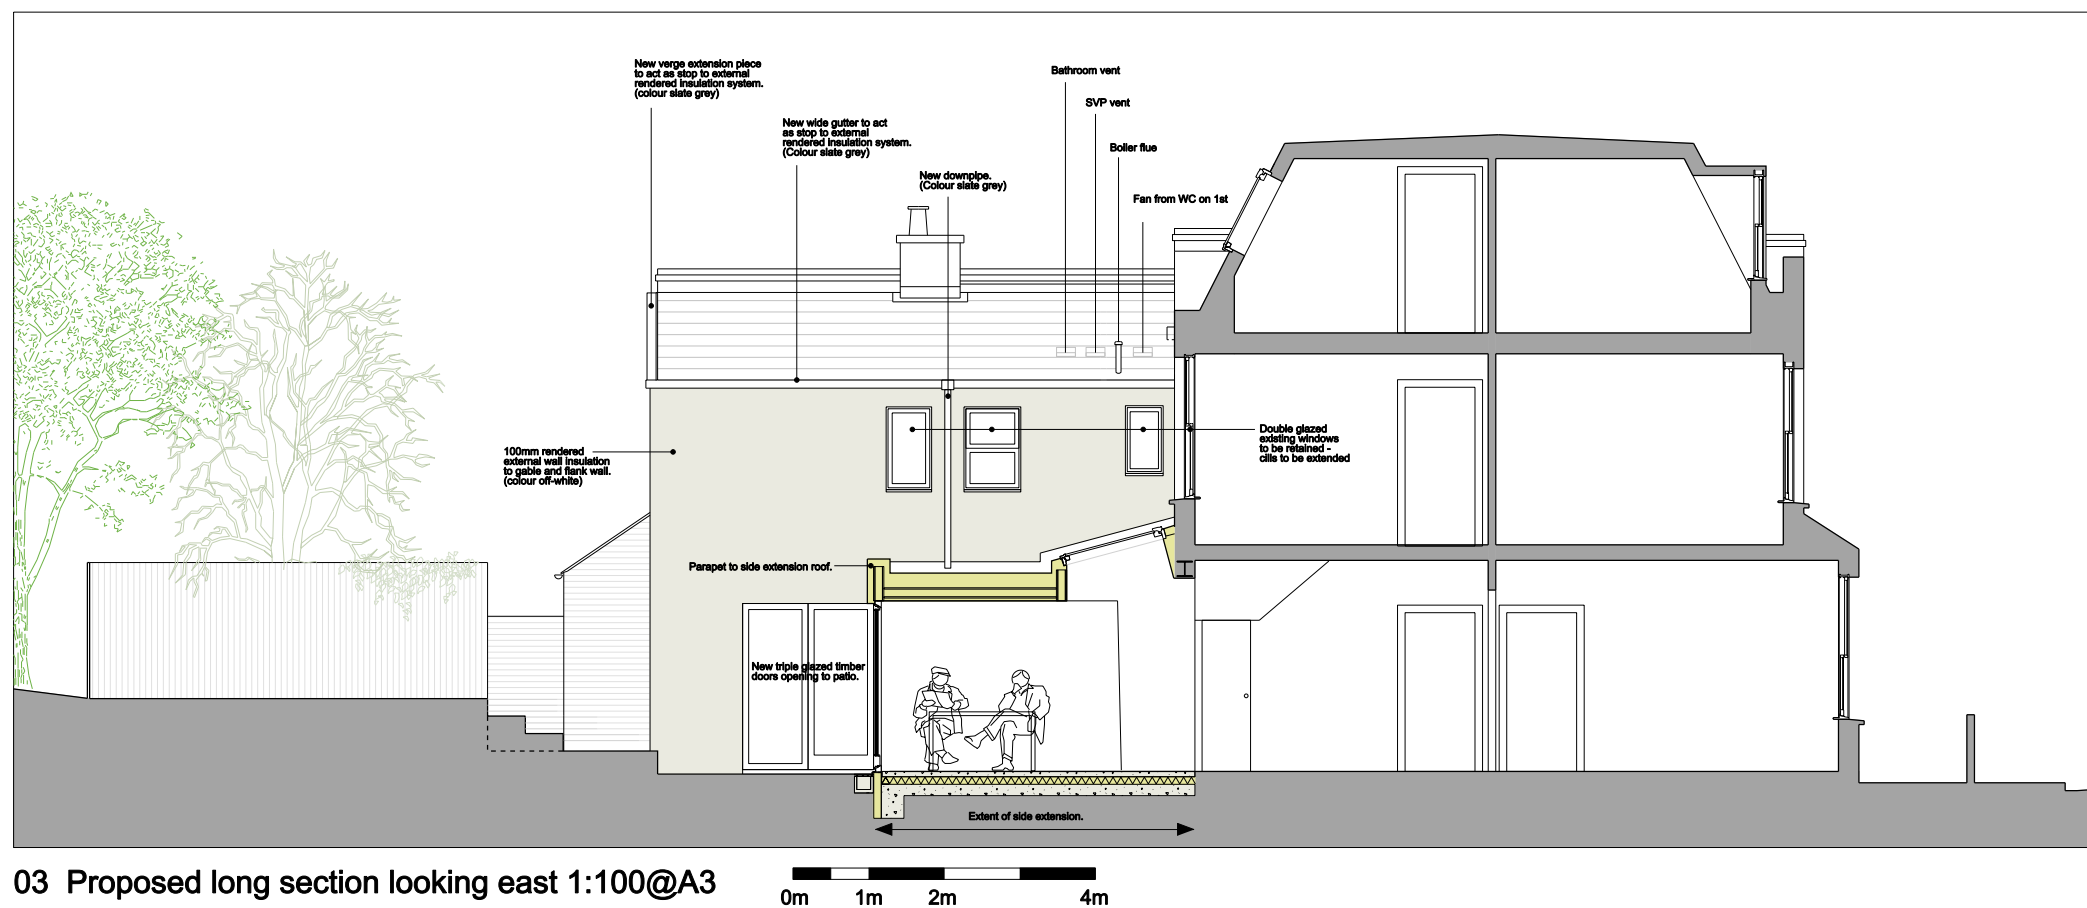 New verge extension piece
to act as stop to external
rendered insulation system.
(colour slate grey)
Bathroom vent
SVP vent
New wide gutter to act
as stop to external
rendered insulation system.
(Colour slate grey)
Boiler flue
New downpipe.
(Colour slate grey)
Fan from WC on 1st
Double glazed
existing windows
to be retained -
cills to be extended
100mm rendered
external wall insulation
to gable and flank wall.
(colour off-white)
Parapet to side extension roof.
New triple glazed timber
doors opening to patio.
Extent of side extension.
03 Proposed long section looking east 1:100@A3
0m 1m 2m 4m